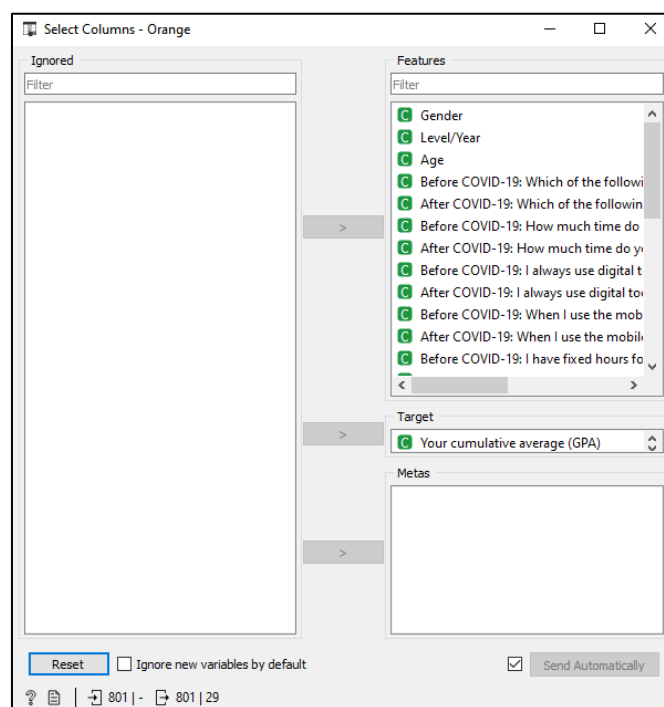 Select Columns - Orange
Ignored
Filter
Features
Filter
C Gender
C Level/Year
C Age
C Before COVID-19: Which of the followi
C After COVID-19: Which of the followin
C Before COVID-19: How much time do
C After COVID-19: How much time do y
C Before COVID-19: I always use digital t
C After COVID-19: I always use digital to
C Before COVID-19: When I use the mob
C After COVID-19: When I use the mobile
C Before COVID-19: I have fixed hours fo
>
Target
C Your cumulative average (GPA)
>
Metas
>
Reset
Ignore new variables by default
Send Automatically
? 801 | - 801 | 29